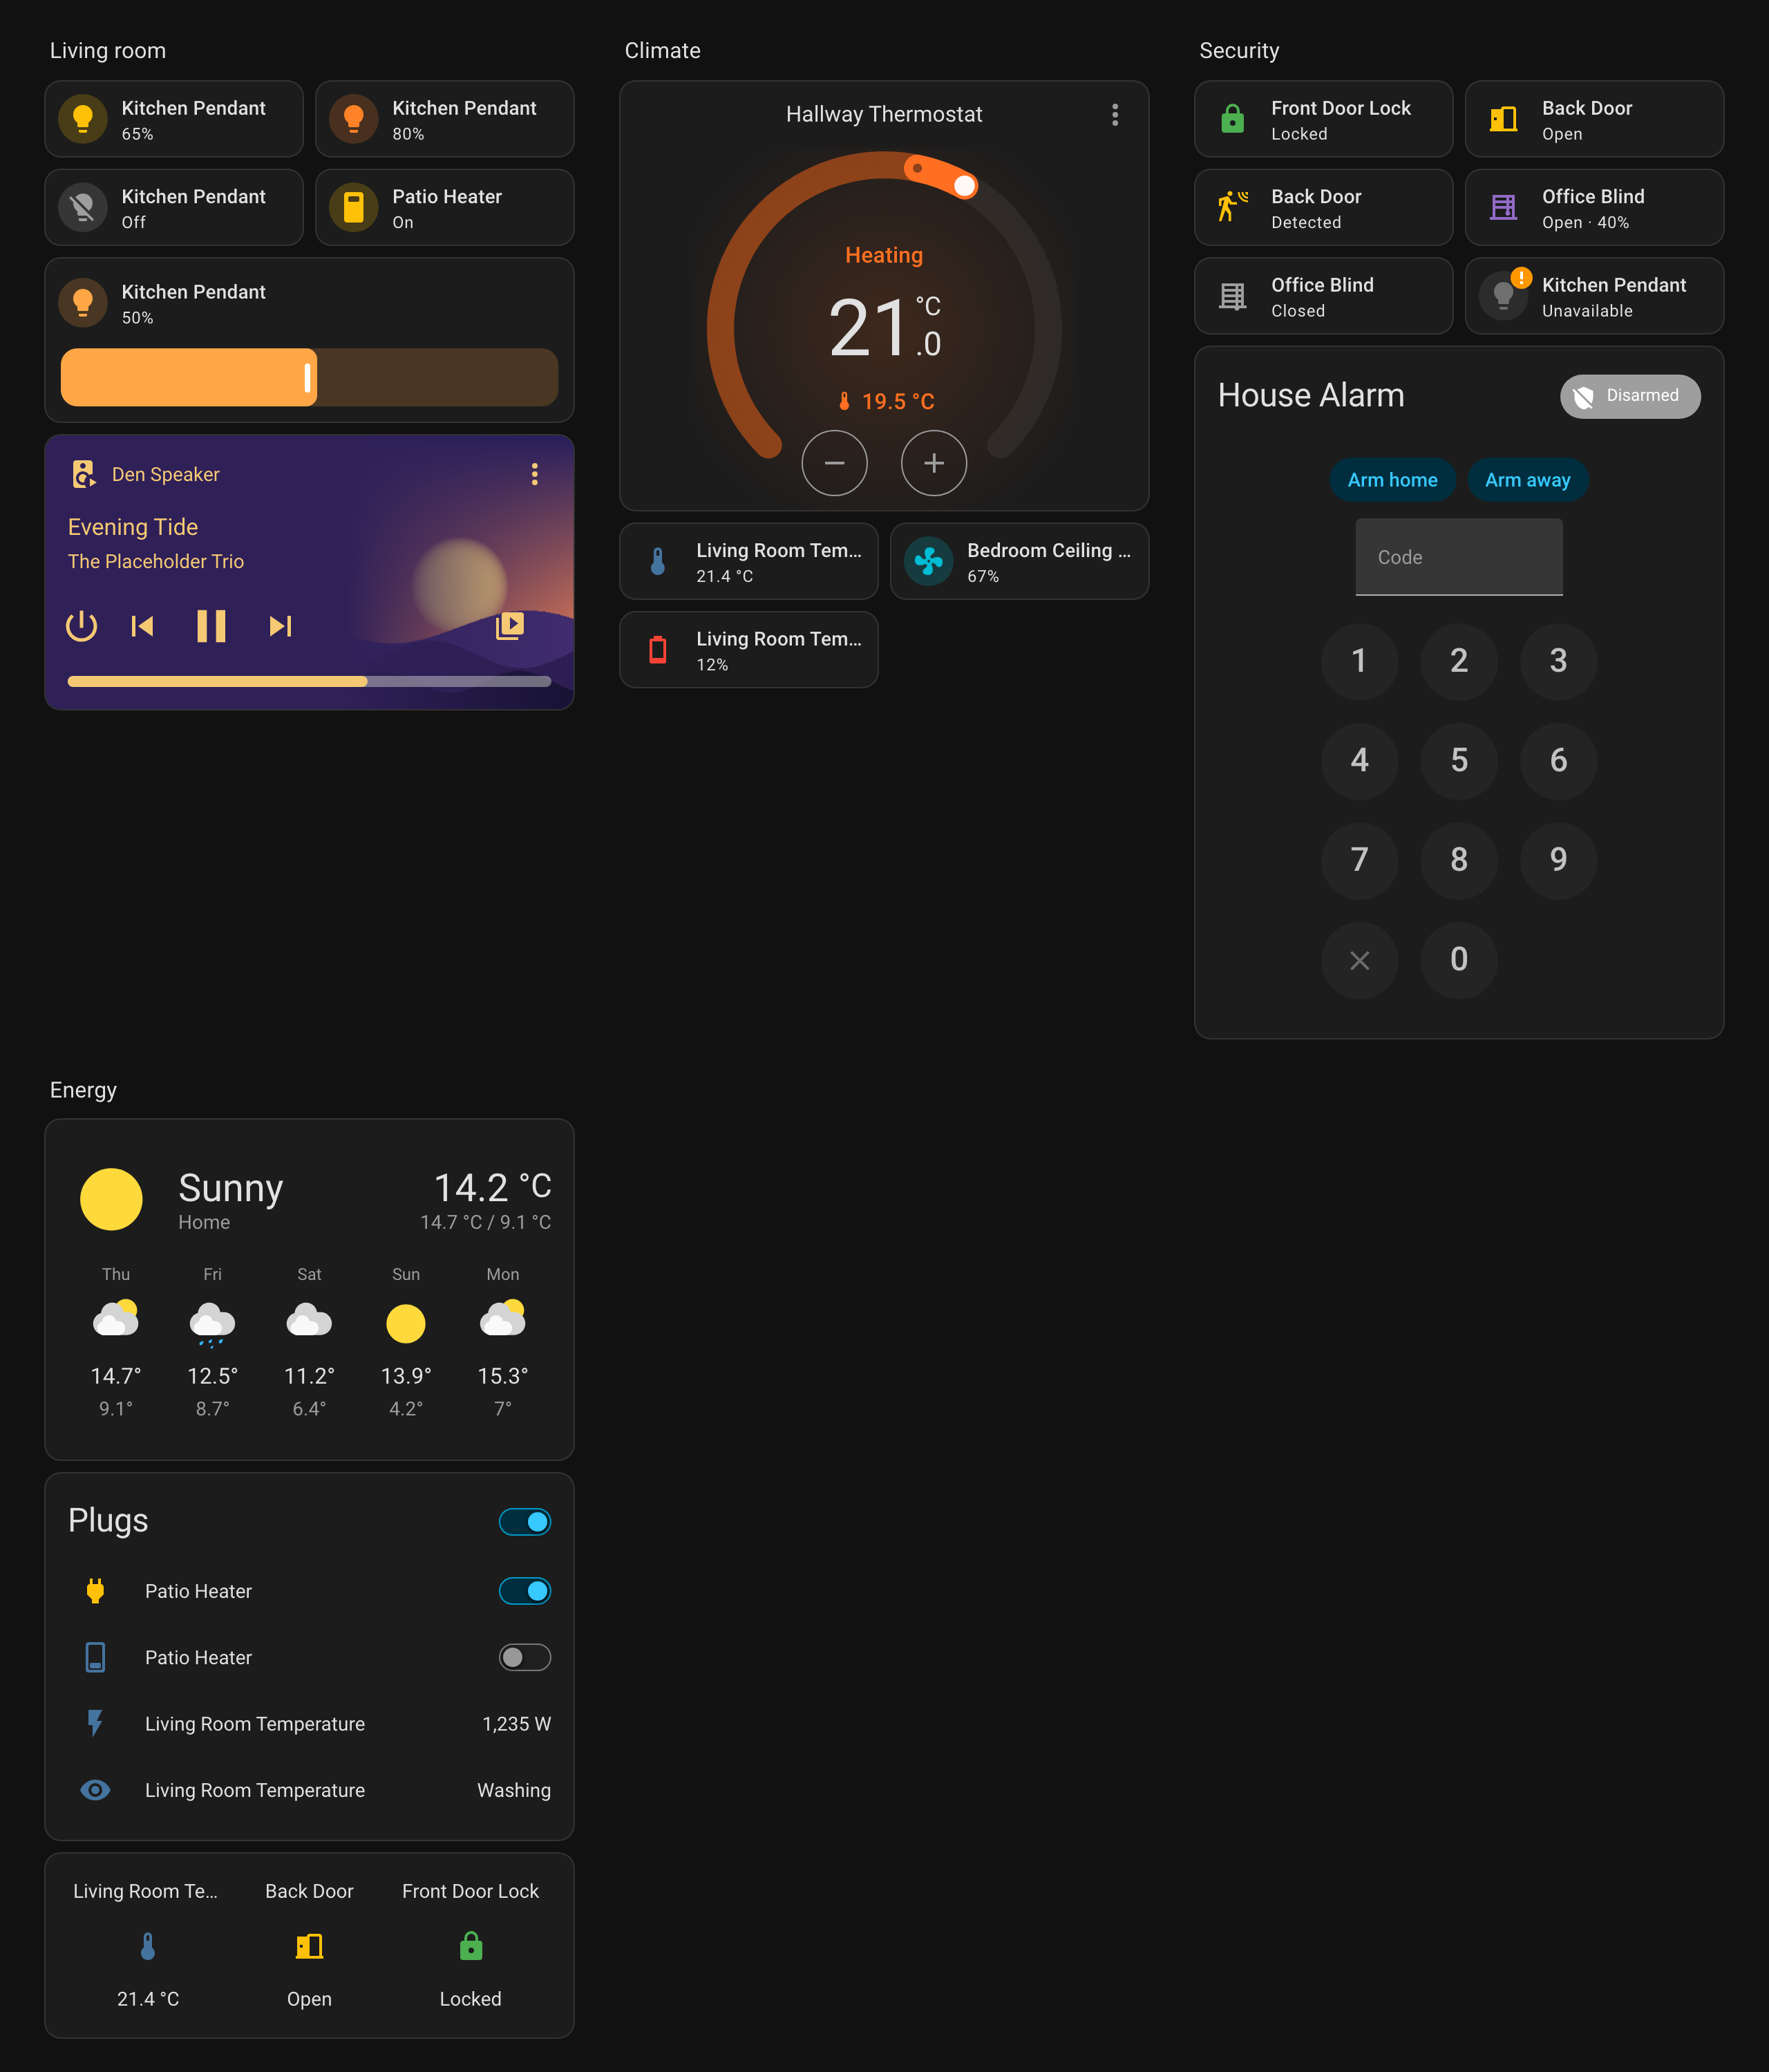 Living room
Kitchen Pendant
65%
Kitchen Pendant
80%
Kitchen Pendant
Off
Patio Heater
On
Kitchen Pendant
50%
Den Speaker
Evening Tide
The Placeholder Trio
Climate
Hallway Thermostat
Heating
21.0 °C
19.5 °C
Living Room Tem...
21.4 °C
Bedroom Ceiling ...
67%
Living Room Tem...
12%
Security
Front Door Lock
Locked
Back Door
Open
Back Door
Detected
Office Blind
Open · 40%
Office Blind
Closed
Kitchen Pendant
Unavailable
House Alarm
Disarmed
Arm home Arm away
Code
1 2 3
4 5 6
7 8 9
0
Energy
Sunny 14.2 °C
Home 14.7 °C / 9.1 °C
Thu Fri Sat Sun Mon
14.7° 12.5° 11.2° 13.9° 15.3°
9.1° 8.7° 6.4° 4.2° 7°
Plugs
Patio Heater
Patio Heater
Living Room Temperature 1,235 W
Living Room Temperature Washing
Living Room Te... Back Door Front Door Lock
21.4 °C Open Locked